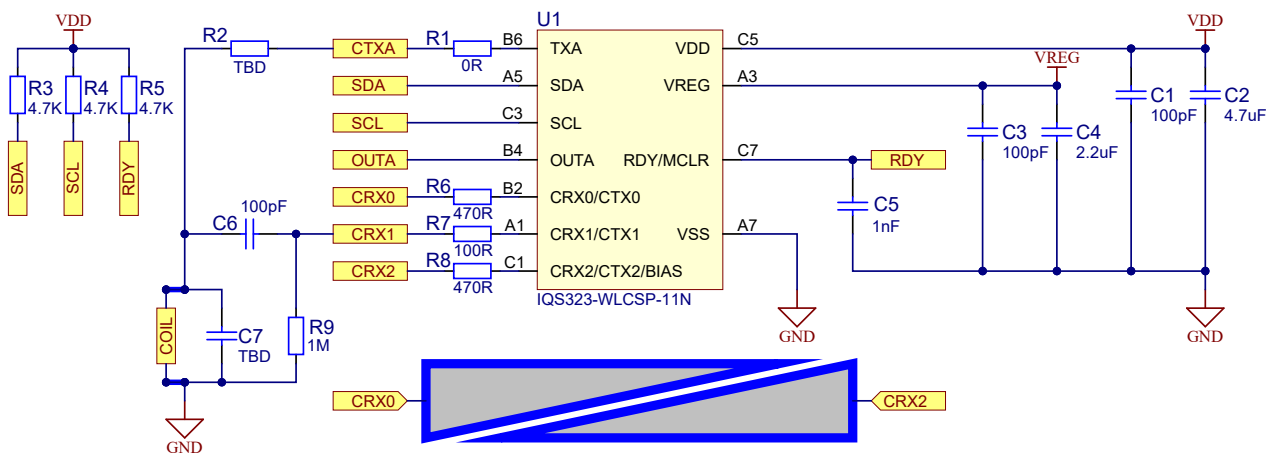 VDD
R3
4.7K
R4
4.7K
R5
4.7K
SDA
SCL
RDY
R2
TBD
CTXA
R1
0R
B6
SDA
A5
SCL
C3
OUTA
B4
CRX0
R6
470R
B2
CRX1
R7
100R
A1
CRX2
R8
470R
C1
C6
100pF
COIL
C7
TBD
R9
1M
GND
U1
TXA
SDA
SCL
OUTA
CRX0/CTX0
CRX1/CTX1
CRX2/CTX2/BIAS
VDD
VREG
RDY/MCLR
VSS
IQS323-WLCSP-11N
C5
A3
C7
A7
GND
RDY
C5
1nF
VREG
C3
100pF
C4
2.2uF
VDD
C1
100pF
C2
4.7uF
GND
CRX0
CRX2